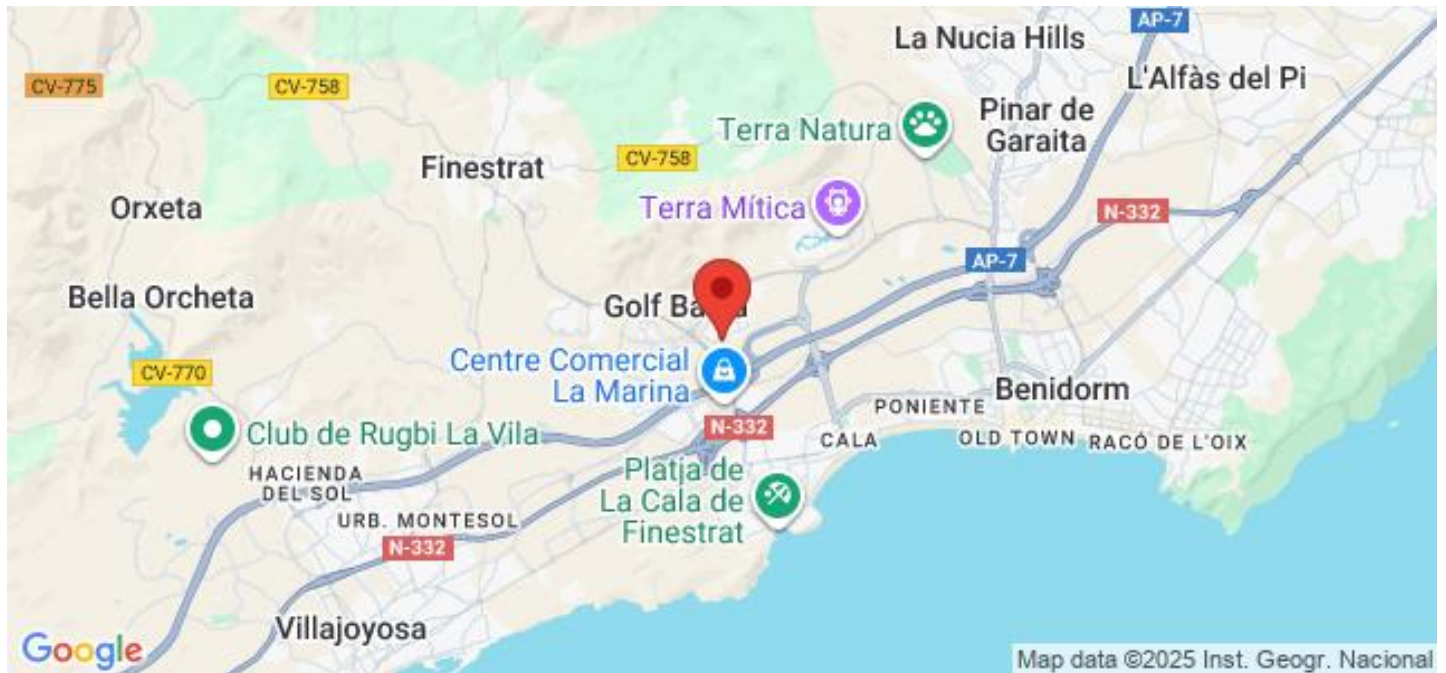 AP-7
La Nucia Hills
L'Alfàs del Pi
CV-775
CV-758
Pinar de
Garaita
Terra Natura
Finestrat
CV-758
Orxeta
Terra Mítica
N-332
AP-7
Bella Orcheta
Golf Ba
Centre Comercial
La Marina
CV-770
Benidorm
PONIENTE
Club de Rugbi La Vila
N-332
CALA
OLD TOWN
RACÓ DE L'OIX
HACIENDA
DEL SOL
Platja de
La Cala de
Finestrat
URB. MONTESOL
N-332
Villajoyosa
Google
Map data ©2025 Inst. Geogr. Nacional